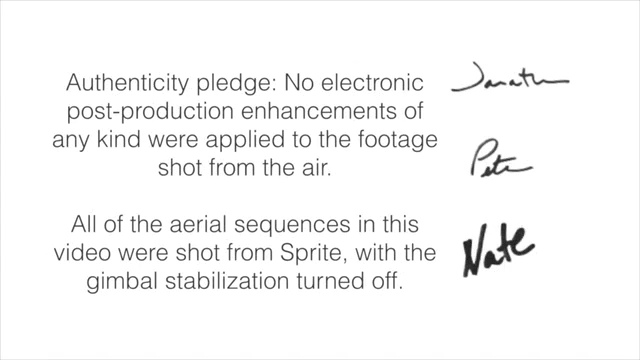 Authenticity pledge: No electronic
post-production enhancements of
any kind were applied to the footage
shot from the air.
All of the aerial sequences in this
video were shot from Sprite, with the
gimbal stabilization turned off.
Pete
Nate